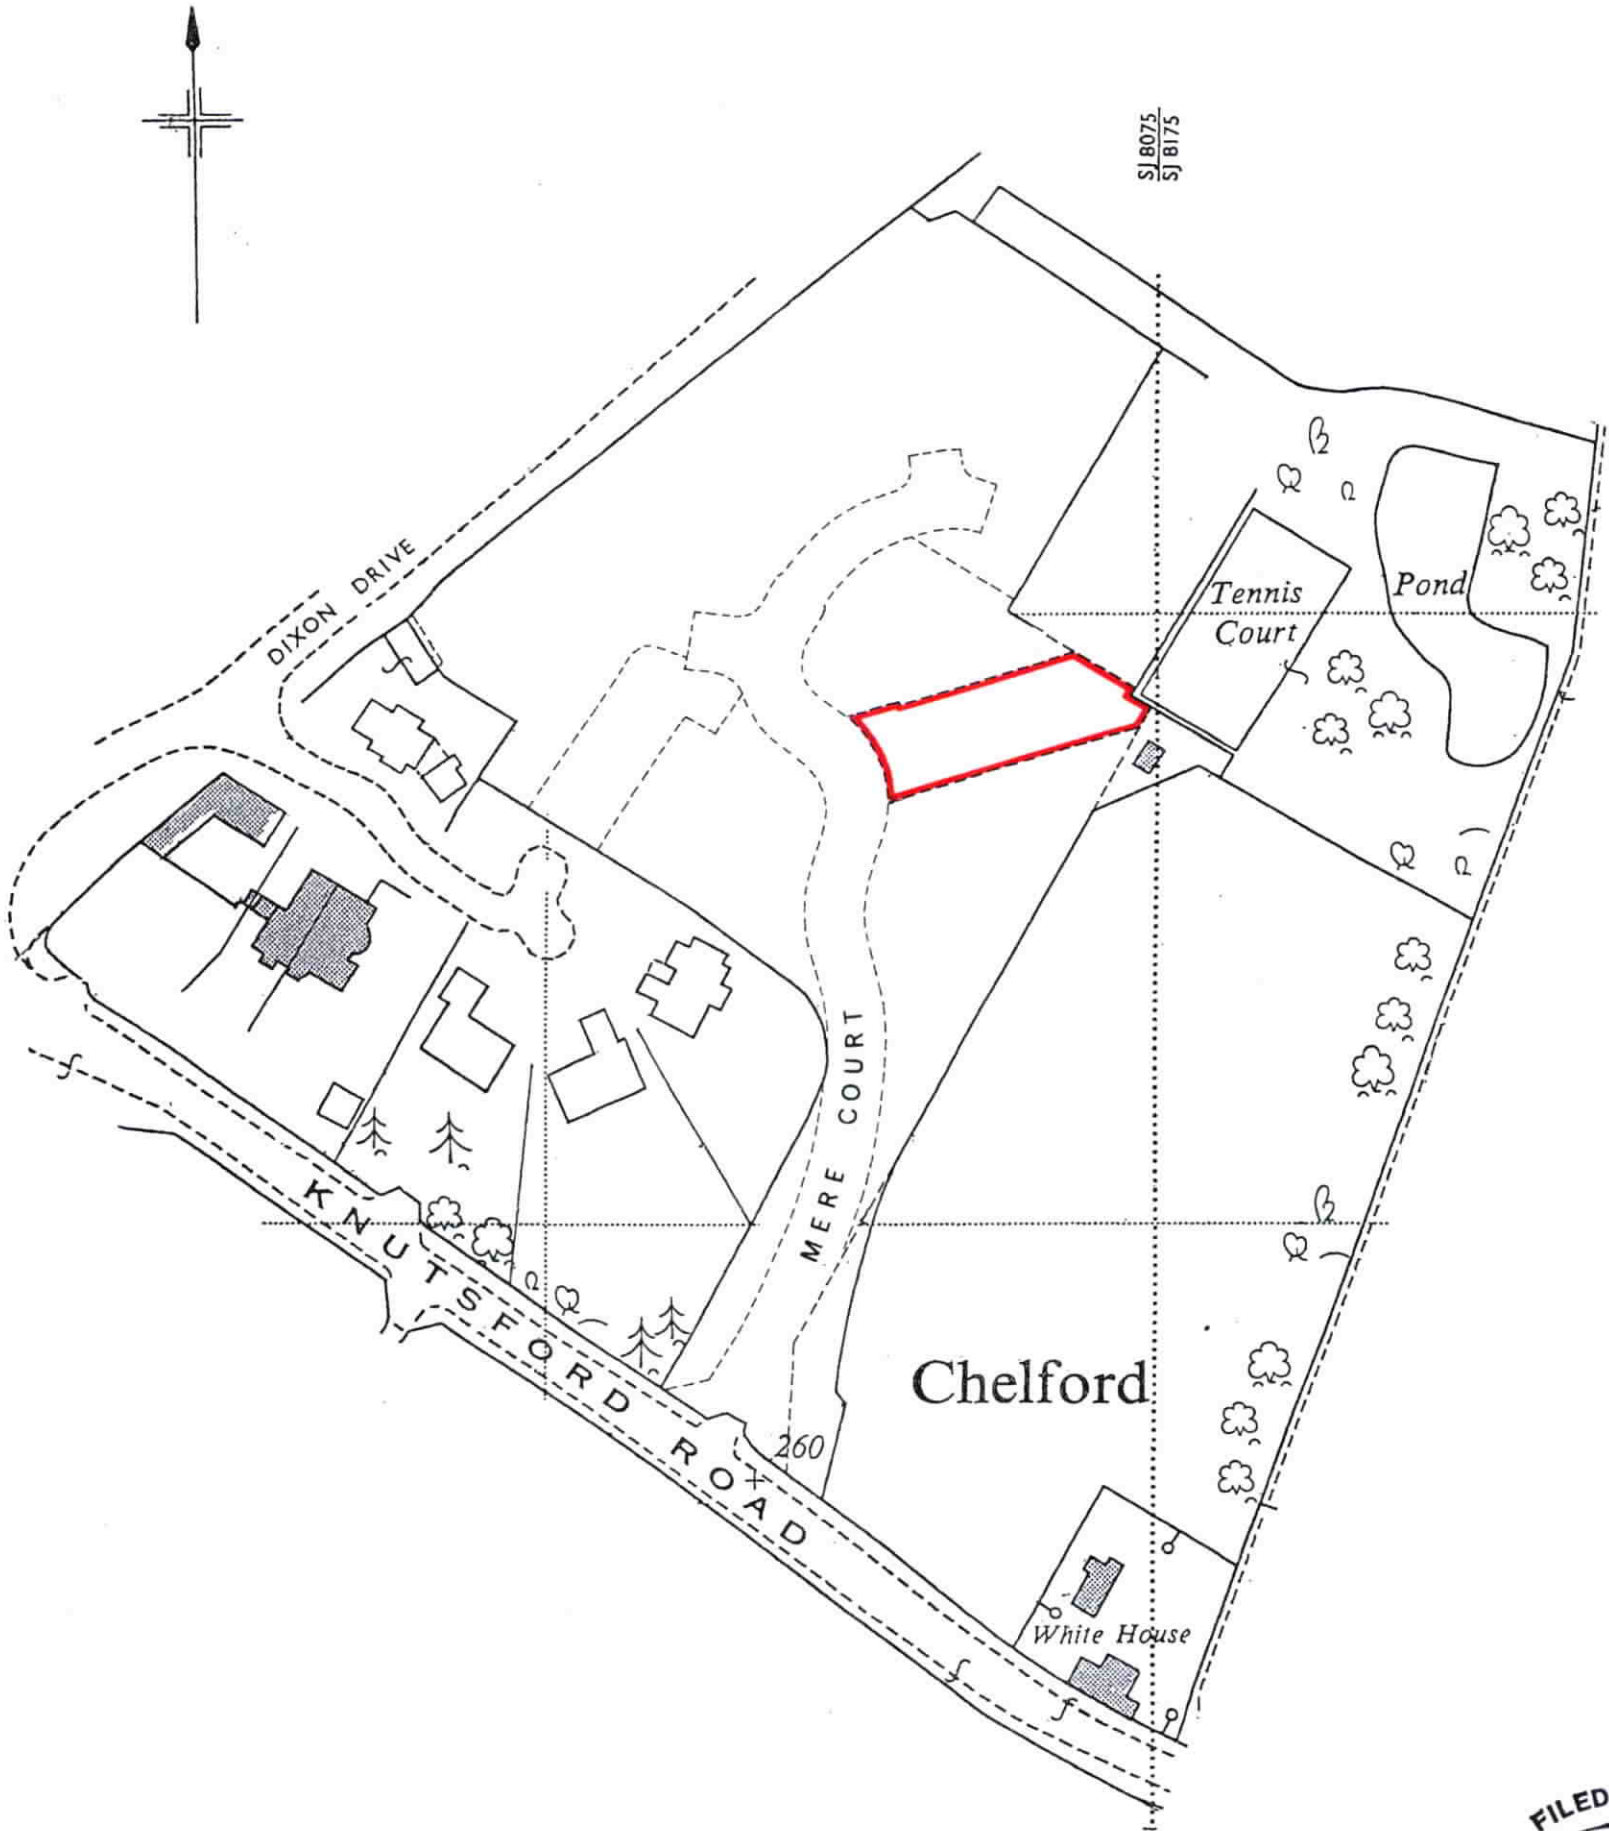 SJ 8075
SJ 8175
DIXON DRIVE
Tennis
Court
Pond
MERE COURT
KNUTSFORD ROAD
Chelford
260
White House
FILED